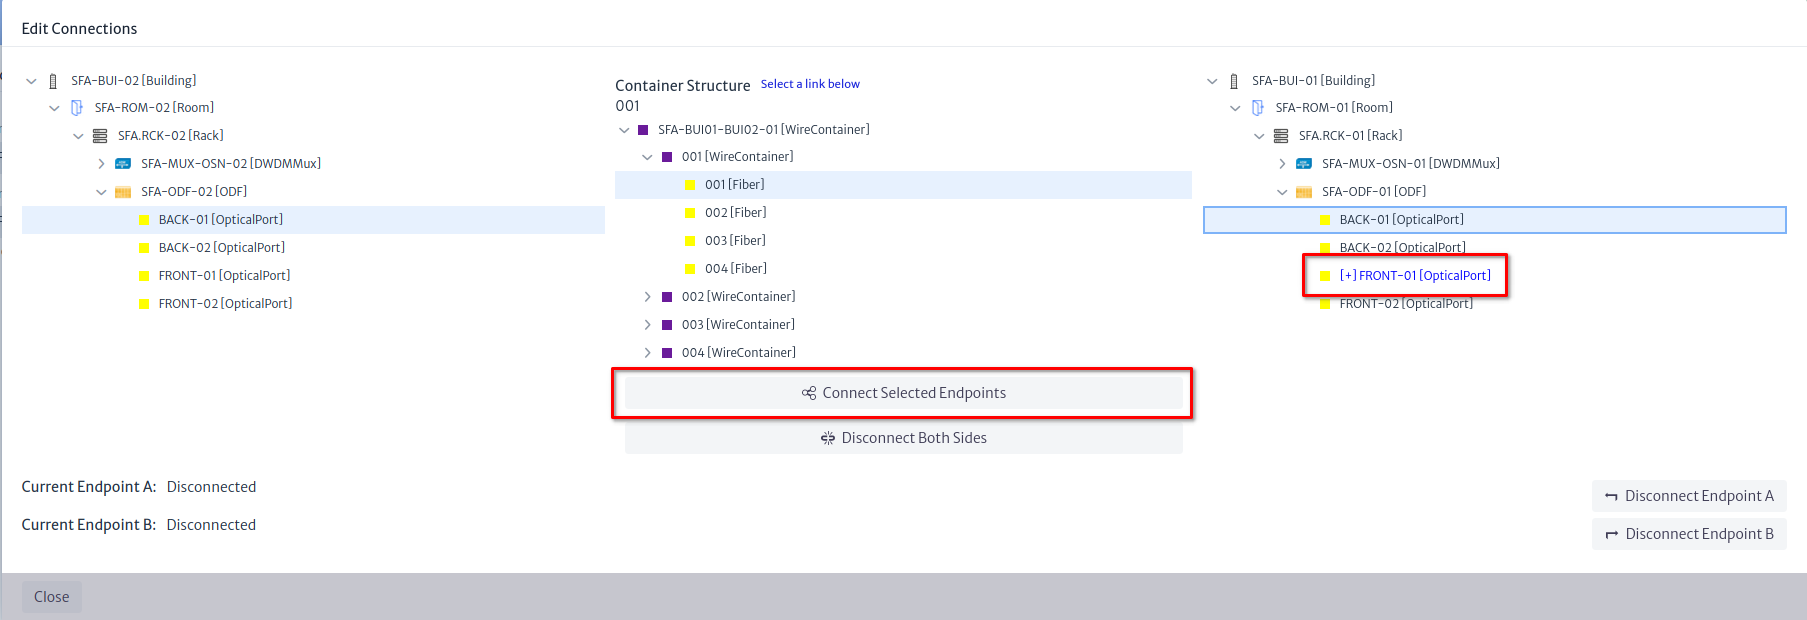 Edit Connections
SFA-BUI-02 [Building]
SFA-ROM-02 [Room]
SFA.RCK-02 [Rack]
SFA-MUX-OSN-02 [DWDMMux]
SFA-ODF-02 [ODF]
BACK-01 [OpticalPort]
BACK-02 [OpticalPort]
FRONT-01 [OpticalPort]
FRONT-02 [OpticalPort]
Container Structure Select a link below
001
SFA-BUI01-BUI02-01 [WireContainer]
001 [WireContainer]
001 [Fiber]
002 [Fiber]
003 [Fiber]
004 [Fiber]
002 [WireContainer]
003 [WireContainer]
004 [WireContainer]
Connect Selected Endpoints
Disconnect Both Sides
SFA-BUI-01 [Building]
SFA-ROM-01 [Room]
SFA.RCK-01 [Rack]
SFA-MUX-OSN-01 [DWDMMux]
SFA-ODF-01 [ODF]
BACK-01 [OpticalPort]
BACK-02 [OpticalPort]
[+] FRONT-01 [OpticalPort]
FRONT-02 [OpticalPort]
Current Endpoint A: Disconnected
Current Endpoint B: Disconnected
Disconnect Endpoint A
Disconnect Endpoint B
Close